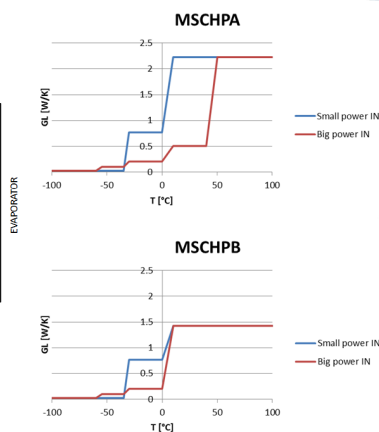 MSCHPA
2.5
2
1.5
1
0.5
0
-100 -50 0 50 100
GL [W/K]
T [°C]
Small power IN
Big power IN
EVAPORATOR
MSCHPB
2.5
2
1.5
1
0.5
0
-100 -50 0 50 100
GL [W/K]
T [°C]
Small power IN
Big power IN